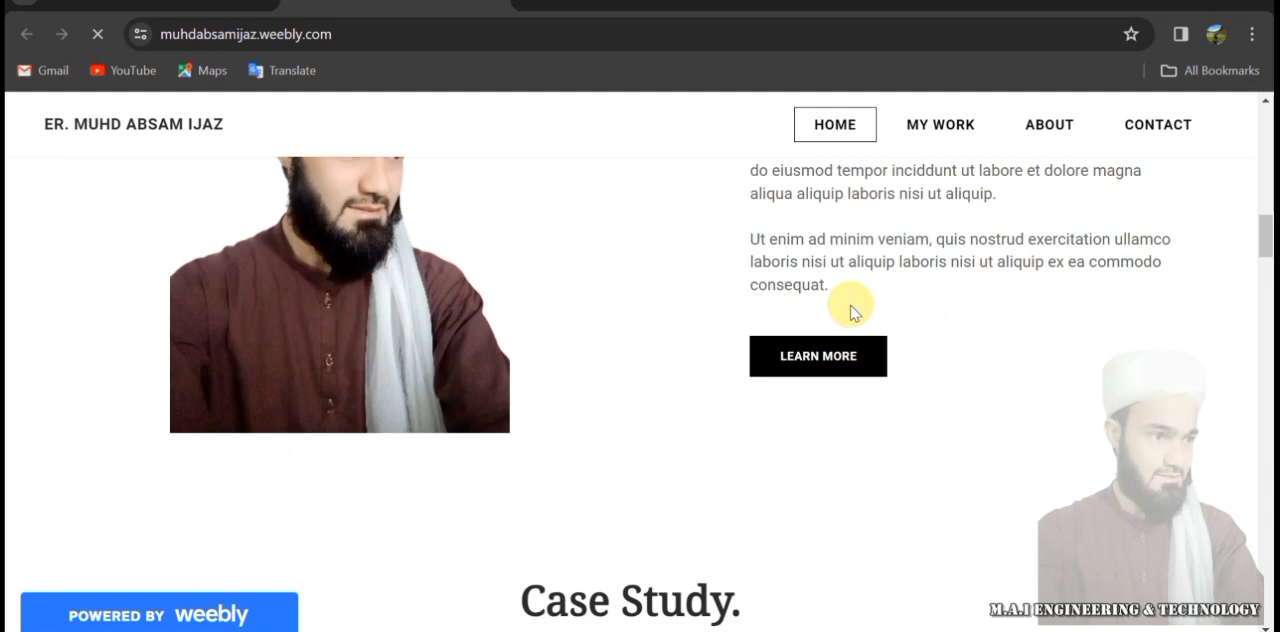 muhdabsamijaz.weebly.com
Gmail YouTube Maps Translate All Bookmarks
ER. MUHD ABSAM IJAZ HOME MY WORK ABOUT CONTACT
do eiusmod tempor inciddunt ut labore et dolore magna
aliqua aliquip laboris nisi ut aliquip.
Ut enim ad minim veniam, quis nostrud exercitation ullamco
laboris nisi ut aliquip laboris nisi ut aliquip ex ea commodo
consequat.
LEARN MORE
Case Study.
POWERED BY weebly
M.A.I ENGINEERING & TECHNOLOGY